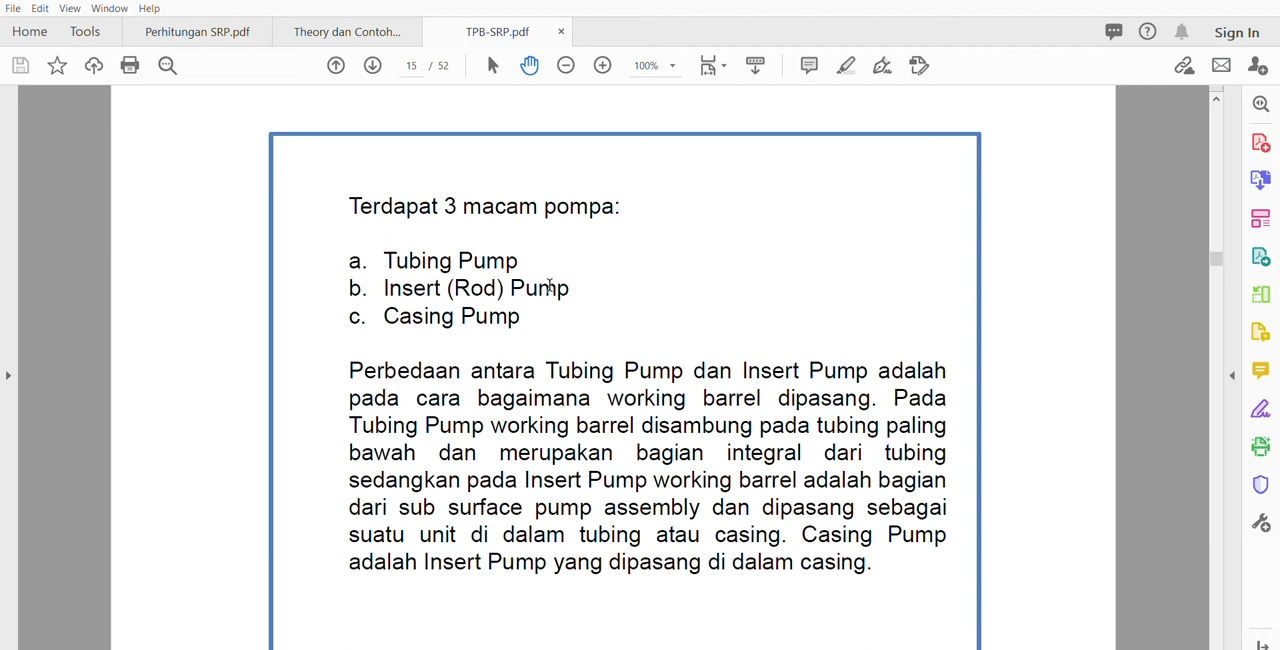 File Edit View Window Help
Home Tools Perhitungan SRP.pdf Theory dan Contoh... TPB-SRP.pdf × Sign In
15 / 52 100%
Terdapat 3 macam pompa:
a. Tubing Pump
b. Insert (Rod) Pump
c. Casing Pump
Perbedaan antara Tubing Pump dan Insert Pump adalah
pada cara bagaimana working barrel dipasang. Pada
Tubing Pump working barrel disambung pada tubing paling
bawah dan merupakan bagian integral dari tubing
sedangkan pada Insert Pump working barrel adalah bagian
dari sub surface pump assembly dan dipasang sebagai
suatu unit di dalam tubing atau casing. Casing Pump
adalah Insert Pump yang dipasang di dalam casing.